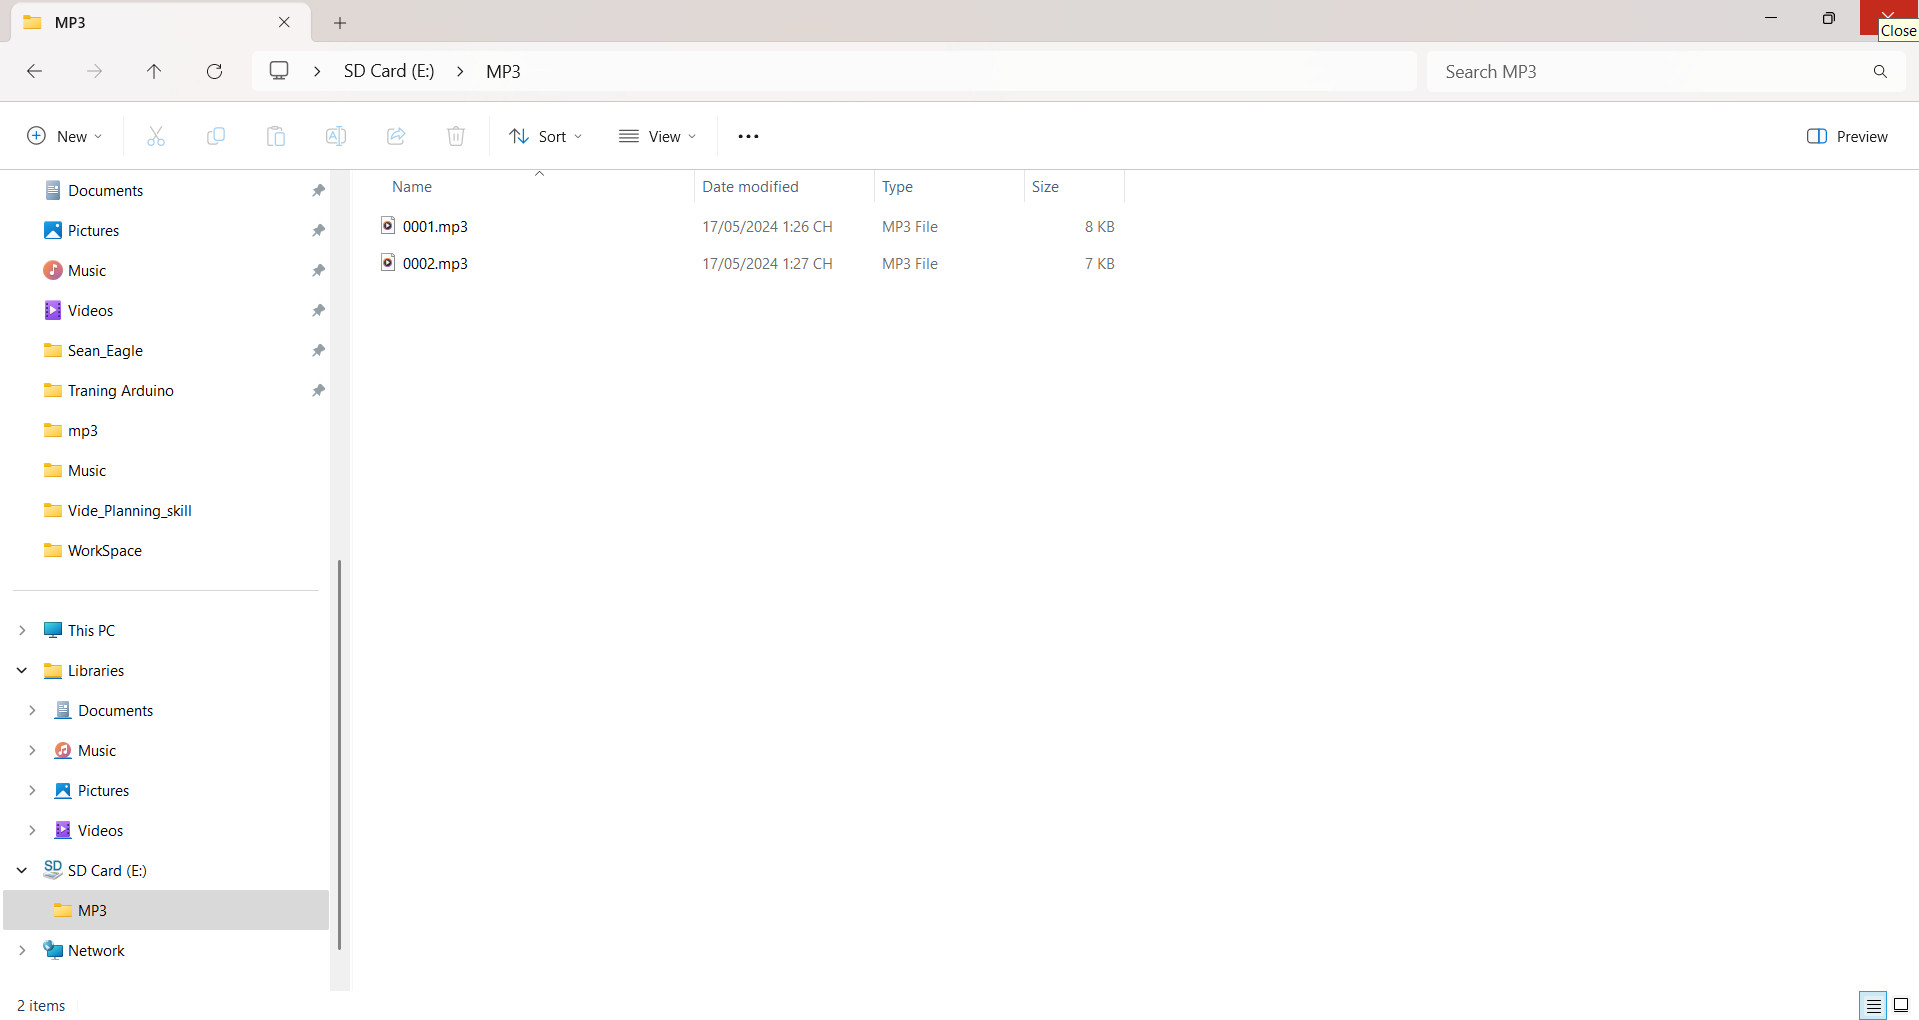 MP3
Close
SD Card (E:) MP3
Search MP3
New
Sort
View
Preview
Name Date modified Type Size
0001.mp3 17/05/2024 1:26 CH MP3 File 8 KB
0002.mp3 17/05/2024 1:27 CH MP3 File 7 KB
Documents
Pictures
Music
Videos
Sean_Eagle
Traning Arduino
mp3
Music
Vide_Planning_skill
WorkSpace
This PC
Libraries
Documents
Music
Pictures
Videos
SD Card (E:)
MP3
Network
2 items